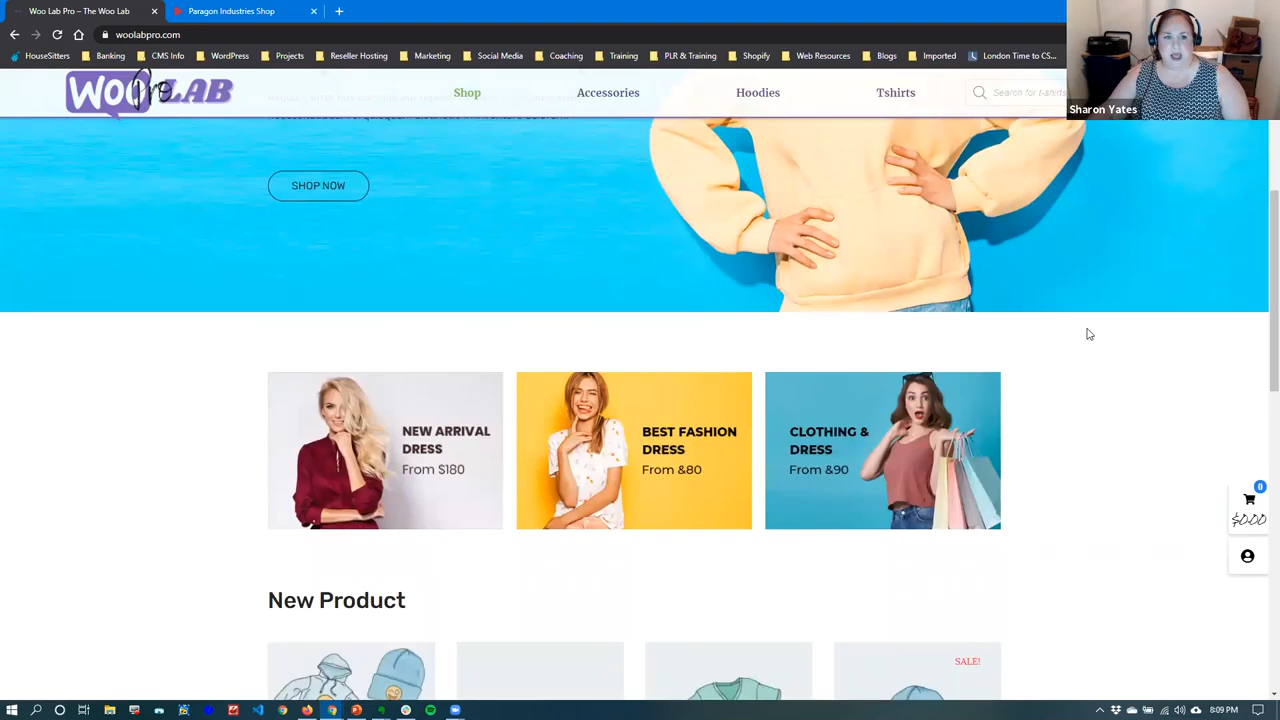 Woo Lab Pro – The Woo Lab
Paragon Industries Shop
woolabpro.com
HouseSitters Banking CMS Info WordPress Projects Reseller Hosting Marketing Social Media Coaching Training PLR & Training Shopify Web Resources Blogs Imported London Time to CS...
WOO Pro LAB
Shop Accessories Hoodies Tshirts Search for t-shirts
Sharon Yates
SHOP NOW
NEW ARRIVAL
DRESS
From $180
BEST FASHION
DRESS
From &80
CLOTHING &
DRESS
From &90
0
$0.00
New Product
SALE!
8:09 PM